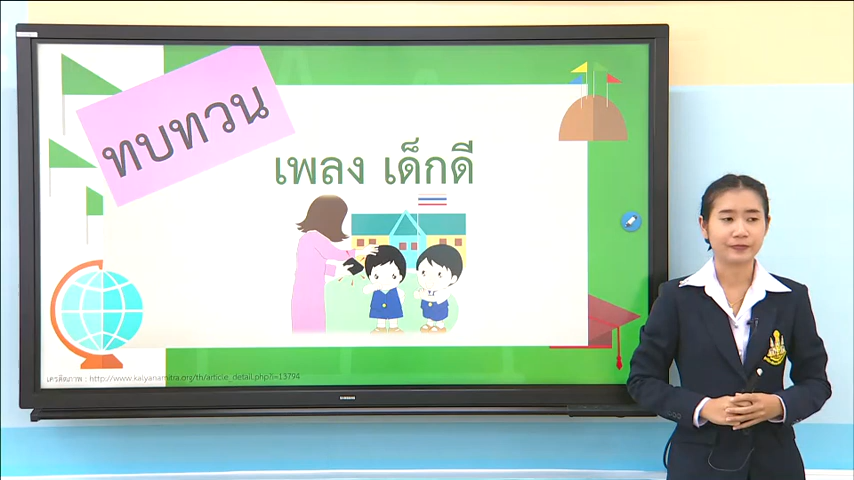 ทบทวน
เพลง เด็กดี
เครดิตภาพ : http://www.kalyanamitra.org/th/article_detail.php?i=13794